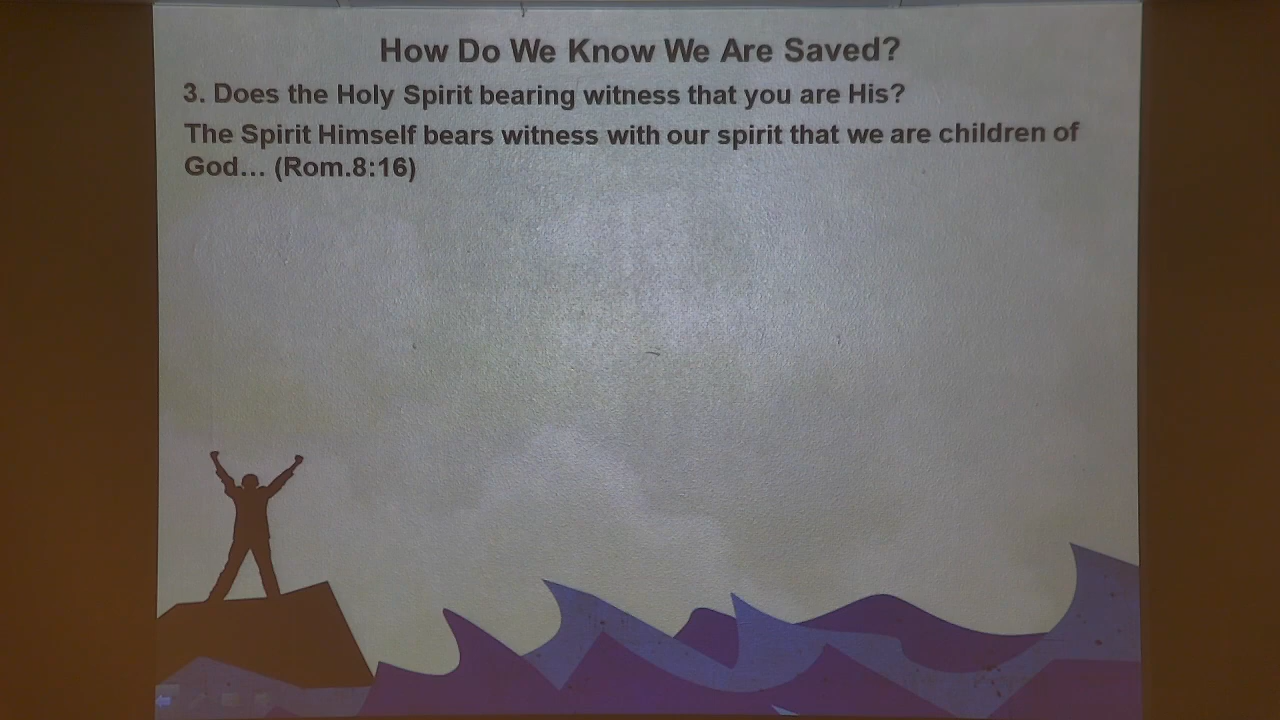 How Do We Know We Are Saved?
3. Does the Holy Spirit bearing witness that you are His?
The Spirit Himself bears witness with our spirit that we are children of
God... (Rom.8:16)